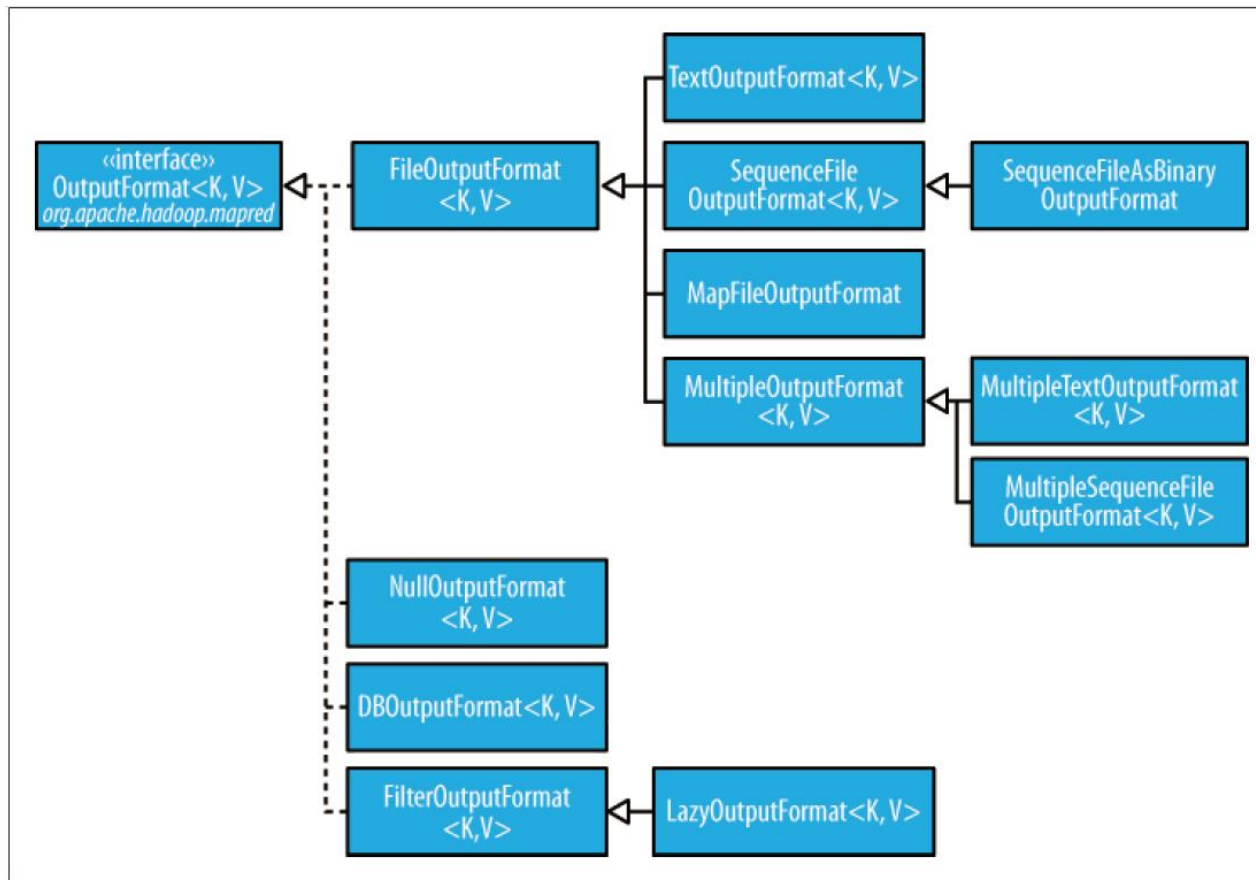 TextOutputFormat<K, V>
‹‹interface››
OutputFormat<K, V>
org.apache.hadoop.mapred
FileOutputFormat
<K, V>
SequenceFile
OutputFormat<K, V>
SequenceFileAsBinary
OutputFormat
MapFileOutputFormat
MultipleOutputFormat
<K, V>
MultipleTextOutputFormat
<K, V>
MultipleSequenceFile
OutputFormat<K, V>
NullOutputFormat
<K, V>
DBOutputFormat<K, V>
FilterOutputFormat
<K,V>
LazyOutputFormat<K, V>